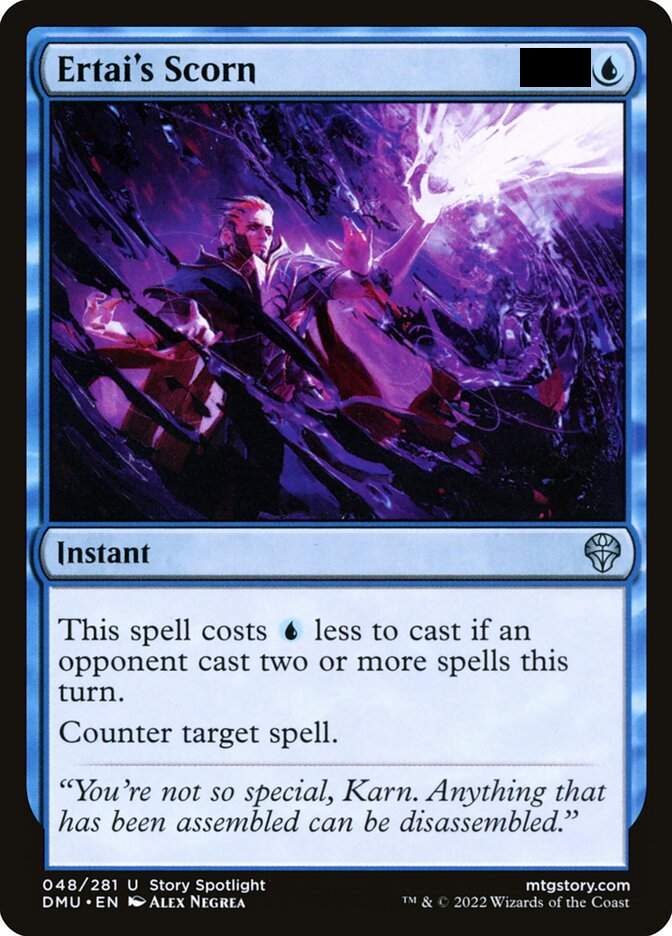 Ertai's Scorn
Instant
This spell costs less to cast if an
opponent cast two or more spells this
turn.
Counter target spell.
“You're not so special, Karn. Anything that
has been assembled can be disassembled.”
048/281 U Story Spotlight
mtgstory.com
DMU • EN Alex Negrea
™ & © 2022 Wizards of the Coast